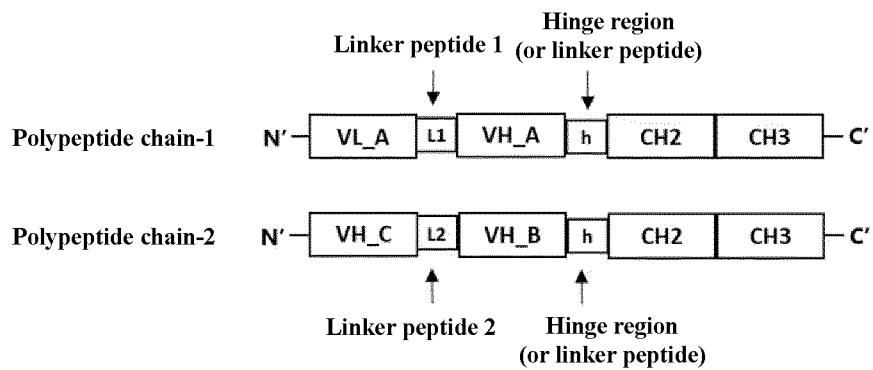 Linker peptide 1
Hinge region
(or linker peptide)
Polypeptide chain-1 N' VL_A L1 VH_A h CH2 CH3 C'
Polypeptide chain-2 N' VH_C L2 VH_B h CH2 CH3 C'
Linker peptide 2
Hinge region
(or linker peptide)